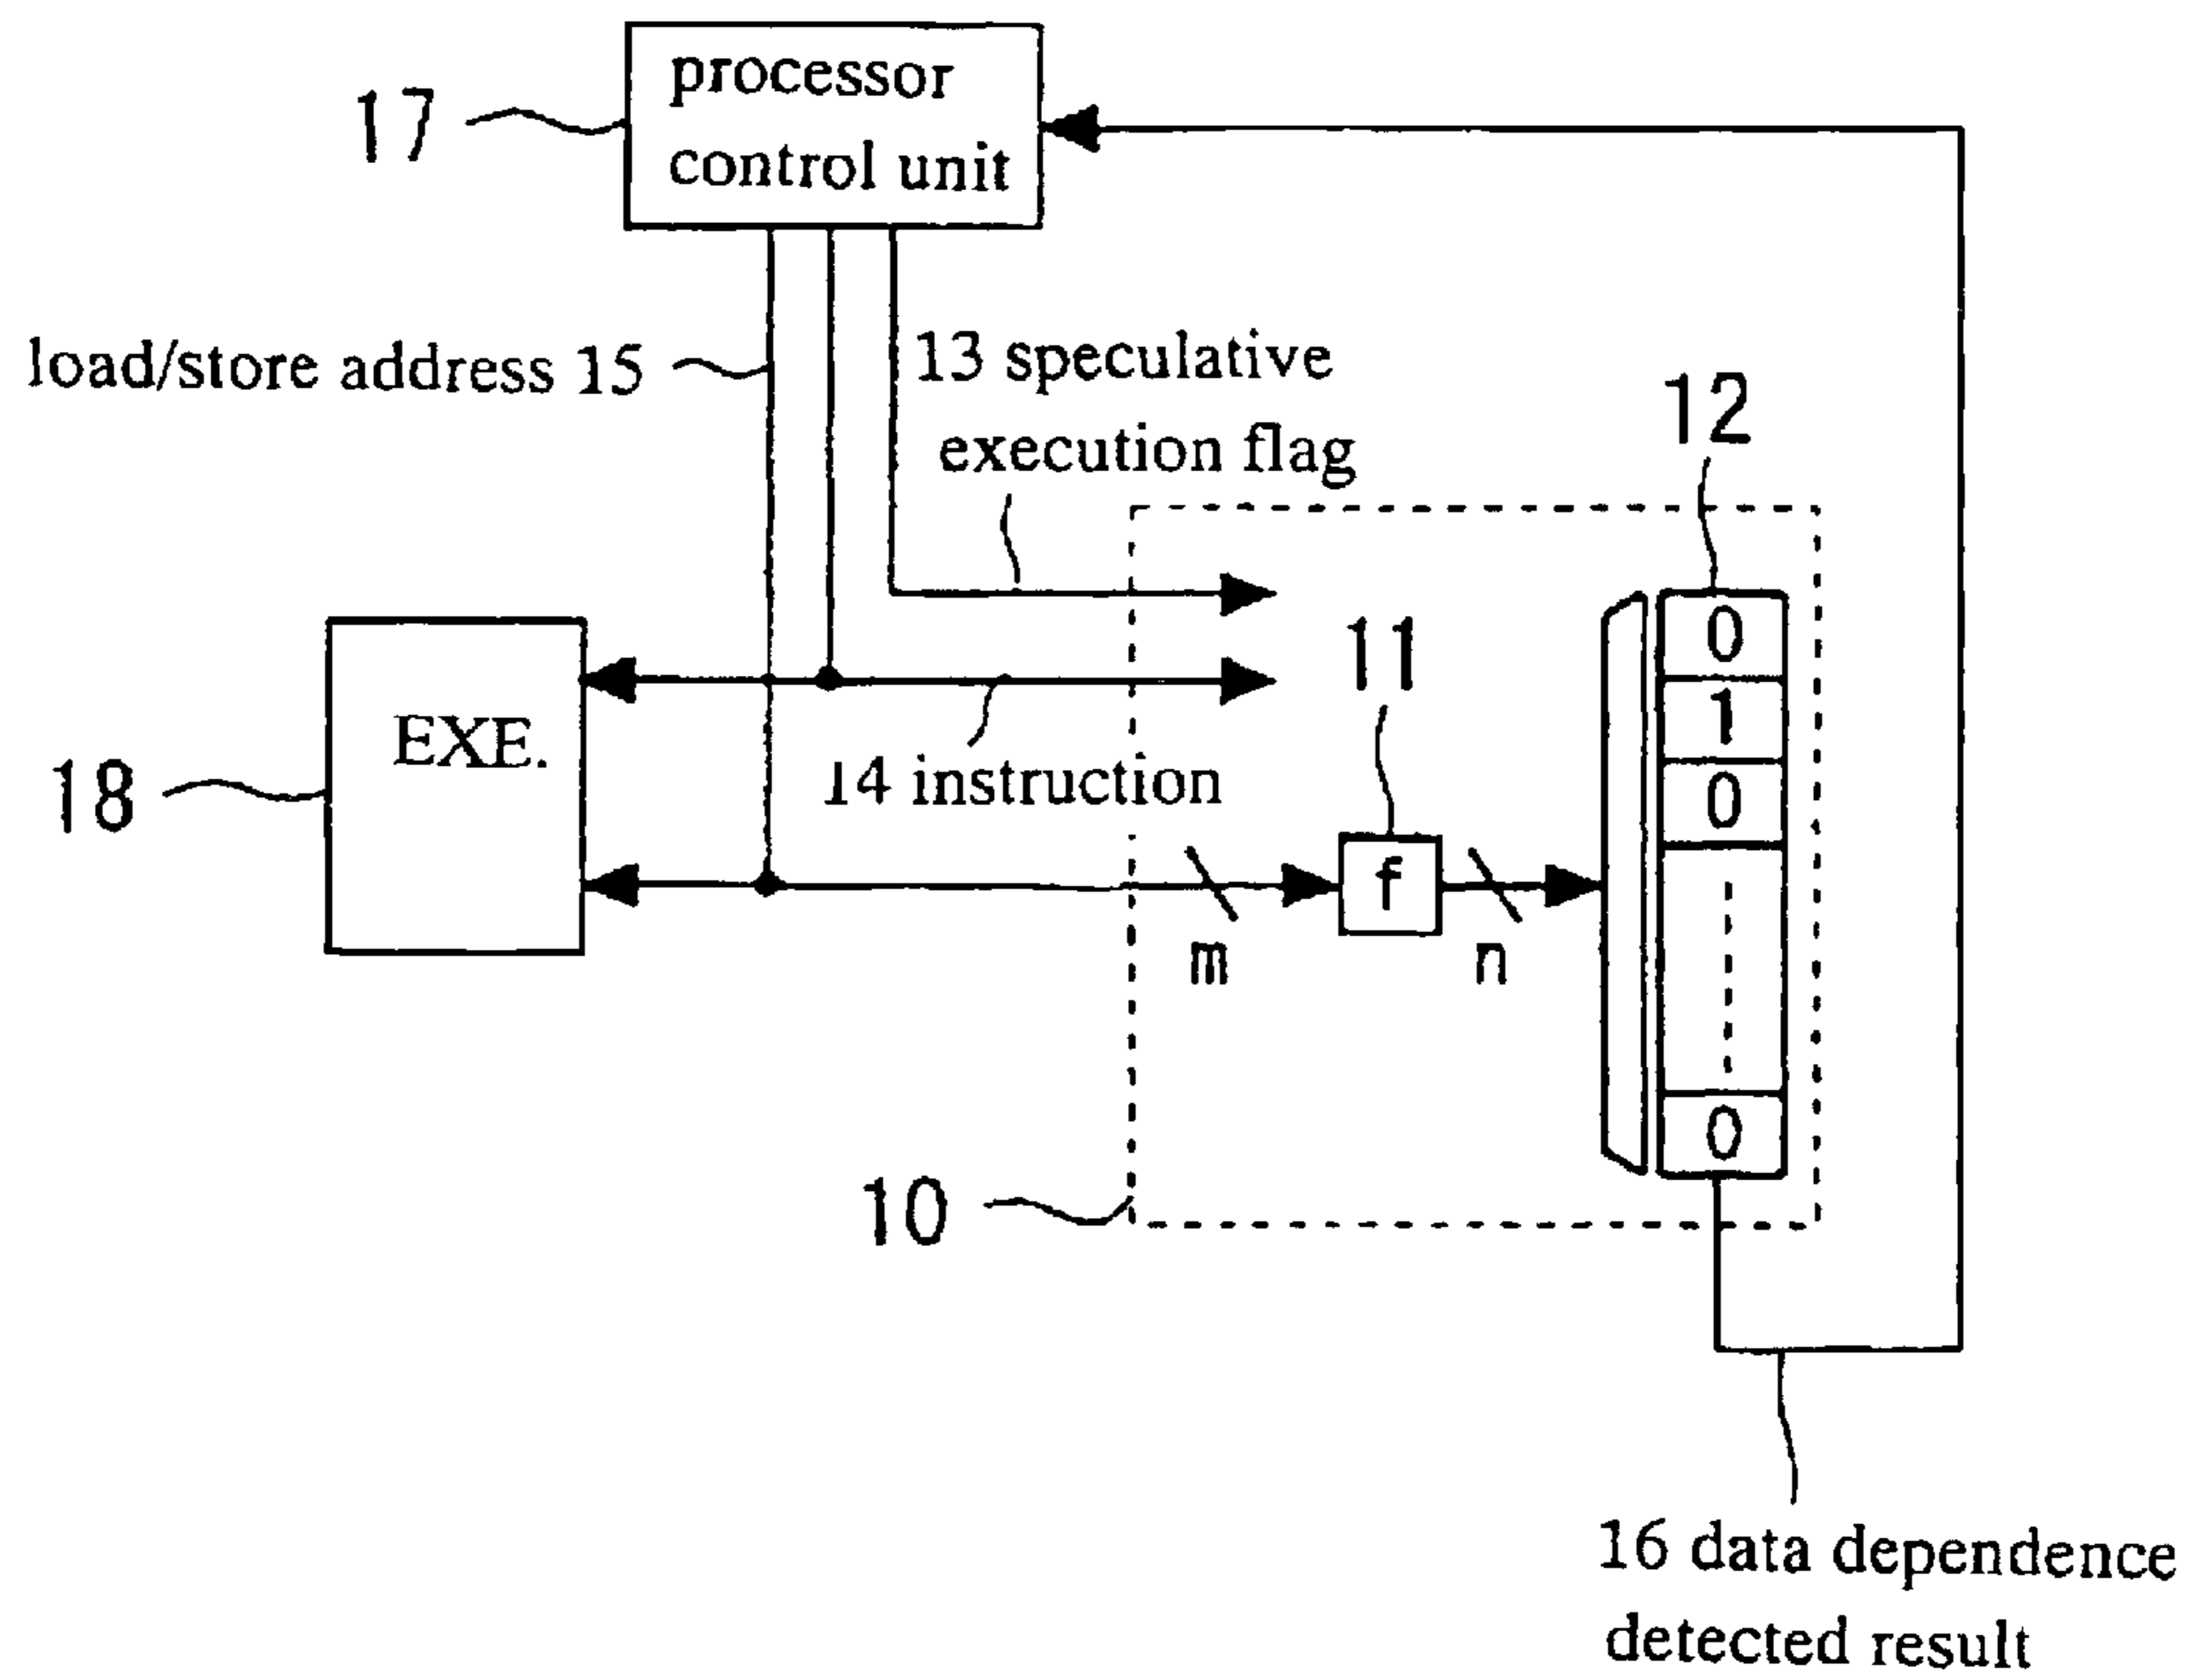 processor
control unit
17
load/store address 15
13 speculative
execution flag
12
0
1
0
0
11
EXE.
18
14 instruction
f
m
n
10
16 data dependence
detected result